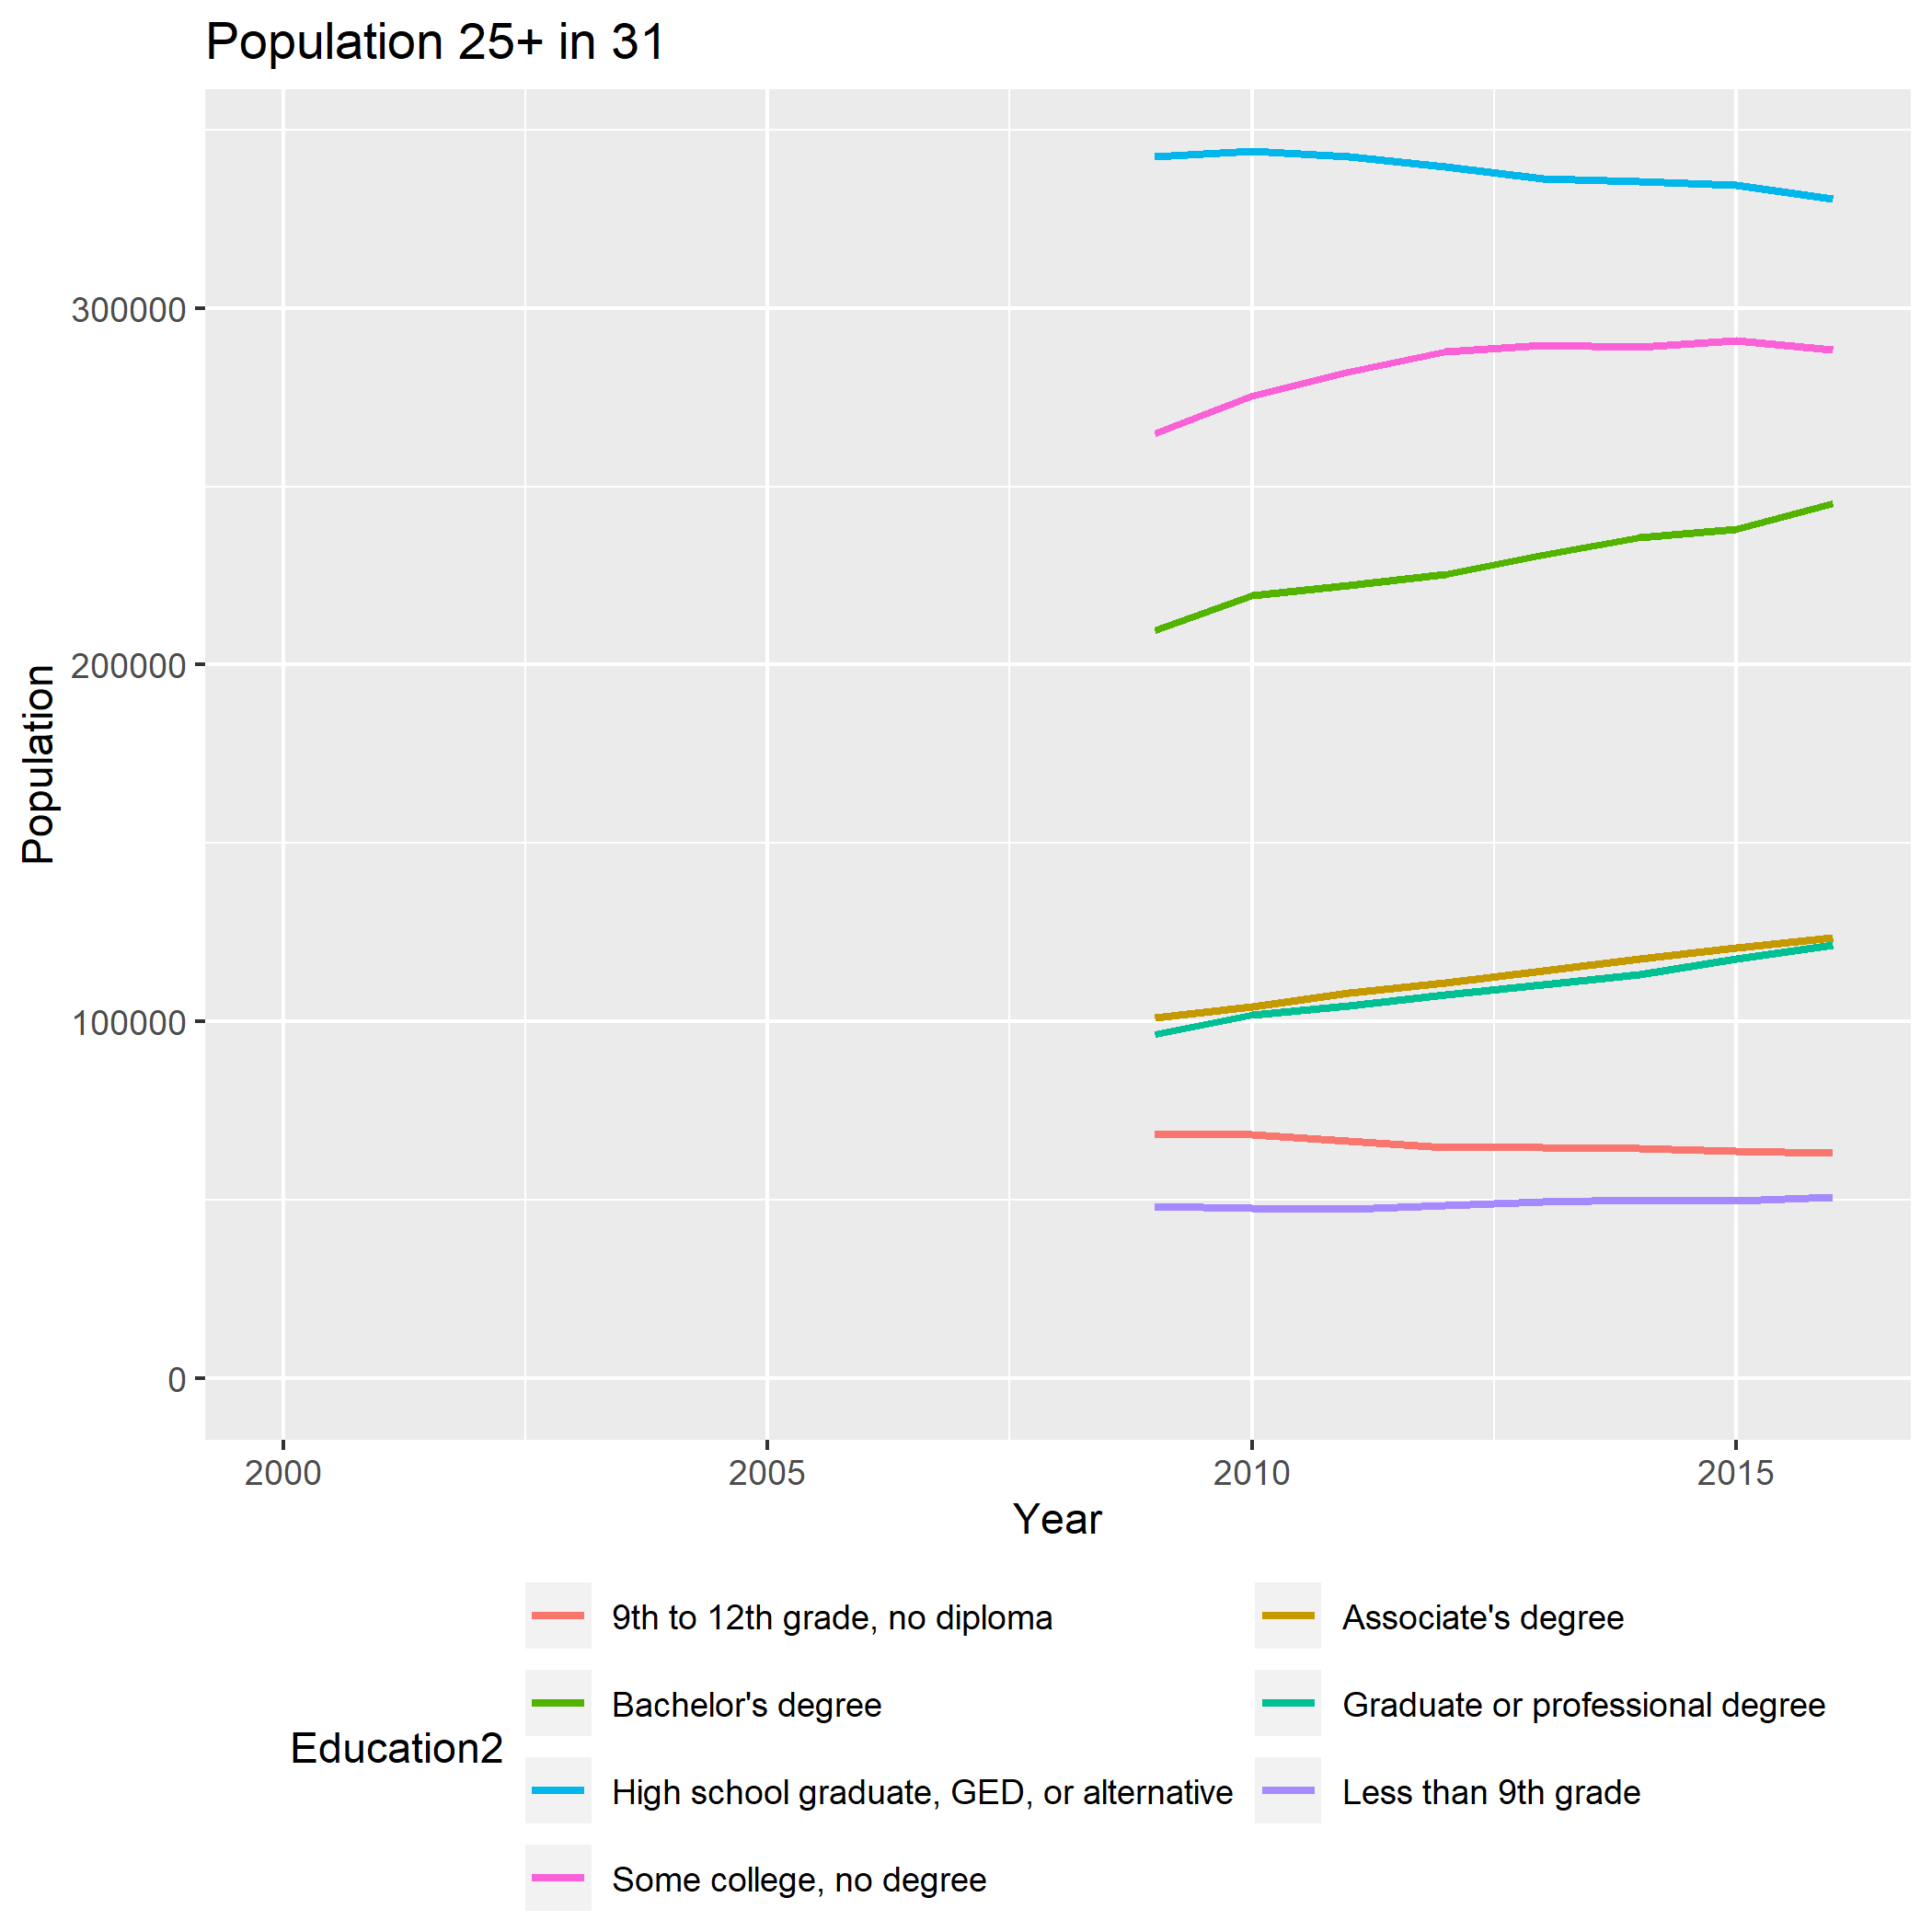 Population 25+ in 31
Population
300000
200000
100000
0
2000 2005 2010 2015
Year
Education2
9th to 12th grade, no diploma
Associate's degree
Bachelor's degree
Graduate or professional degree
High school graduate, GED, or alternative
Less than 9th grade
Some college, no degree